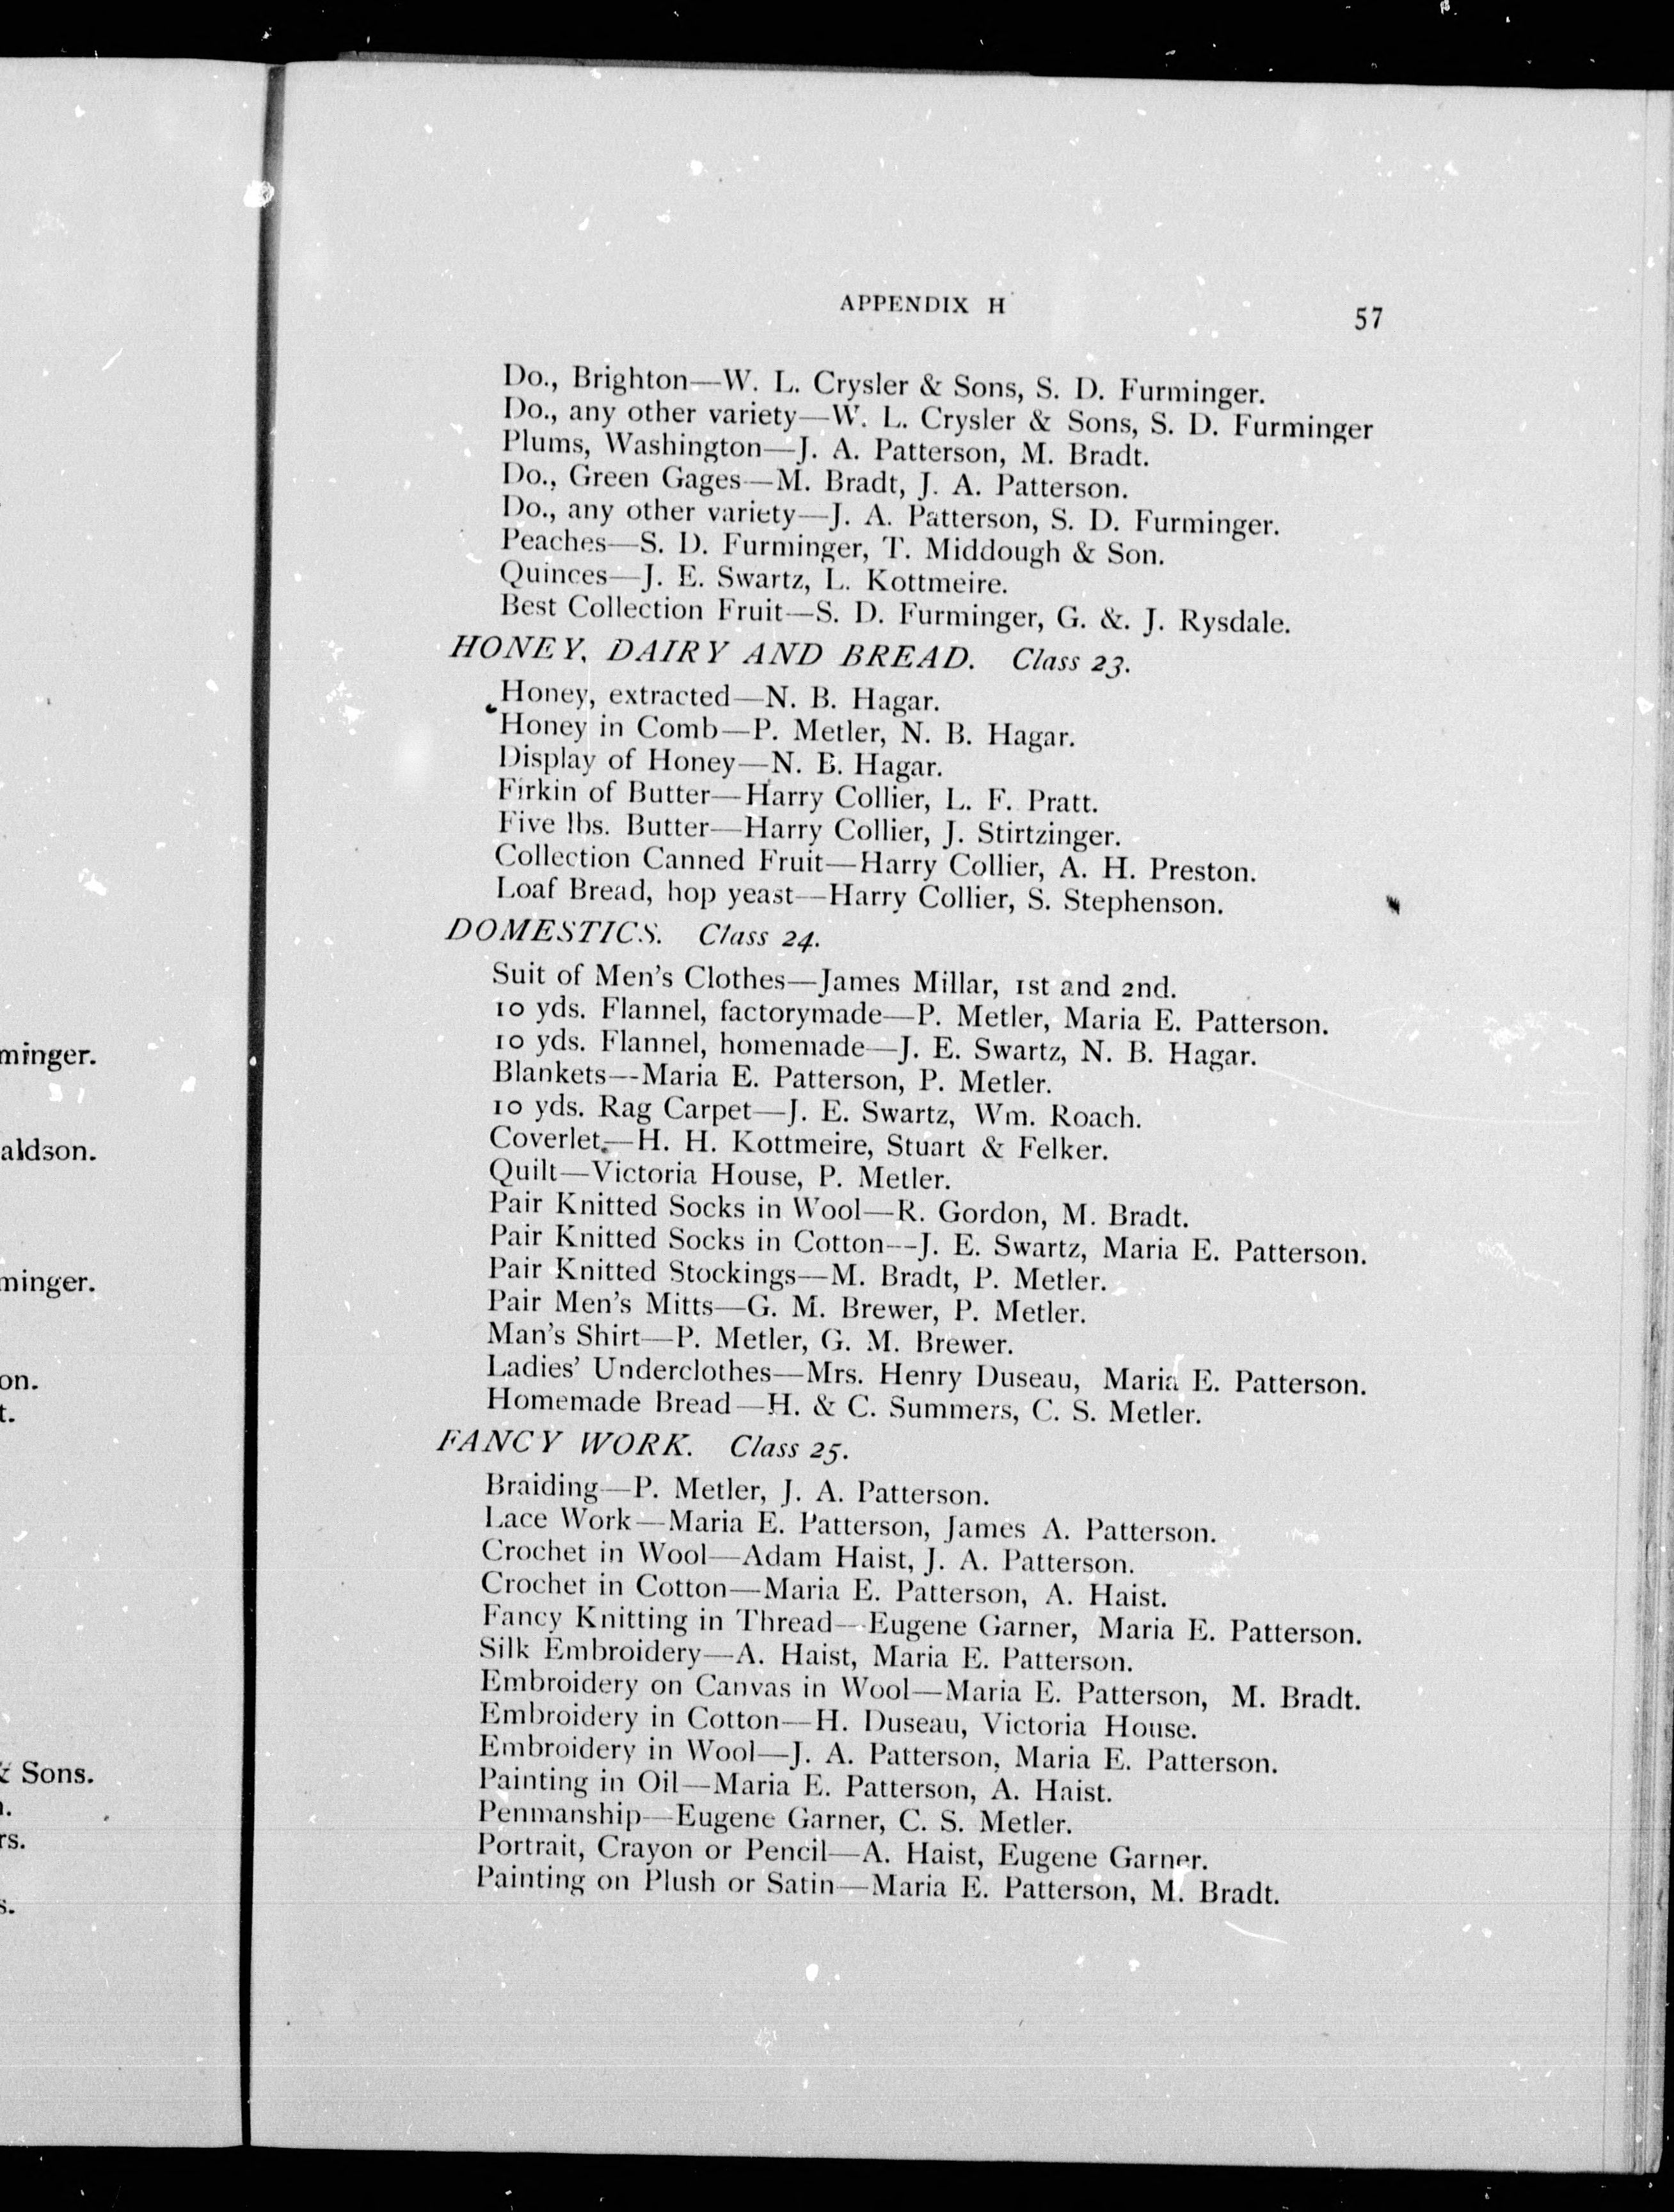 minger.
aldson.
minger.
on.
t.
& Sons.
rs.
s.
APPENDIX H
57
Do., Brighton—W. L. Crysler & Sons, S. D. Furminger.
Do., any other variety—W. L. Crysler & Sons, S. D. Furminger
Plums, Washington—J. A. Patterson, M. Bradt.
Do., Green Gages—M. Bradt, J. A. Patterson.
Do., any other variety—J. A. Patterson, S. D. Furminger.
Peaches—S. D. Furminger, T. Middough & Son.
Quinces—J. E. Swartz, L. Kottmeire.
Best Collection Fruit—S. D. Furminger, G. &. J. Rysdale.
HONEY, DAIRY AND BREAD. Class 23.
Honey, extracted—N. B. Hagar.
Honey in Comb—P. Metler, N. B. Hagar.
Display of Honey—N. B. Hagar.
Firkin of Butter—Harry Collier, L. F. Pratt.
Five lbs. Butter—Harry Collier, J. Stirtzinger.
Collection Canned Fruit—Harry Collier, A. H. Preston.
Loaf Bread, hop yeast—Harry Collier, S. Stephenson.
DOMESTICS. Class 24.
Suit of Men's Clothes—James Millar, 1st and 2nd.
10 yds. Flannel, factorymade—P. Metler, Maria E. Patterson.
10 yds. Flannel, homemade—J. E. Swartz, N. B. Hagar.
Blankets—Maria E. Patterson, P. Metler.
10 yds. Rag Carpet—J. E. Swartz, Wm. Roach.
Coverlet.—H. H. Kottmeire, Stuart & Felker.
Quilt—Victoria House, P. Metler.
Pair Knitted Socks in Wool—R. Gordon, M. Bradt.
Pair Knitted Socks in Cotton—J. E. Swartz, Maria E. Patterson.
Pair Knitted Stockings—M. Bradt, P. Metler.
Pair Men's Mitts—G. M. Brewer, P. Metler.
Man's Shirt—P. Metler, G. M. Brewer.
Ladies' Underclothes—Mrs. Henry Duseau, Maria E. Patterson.
Homemade Bread—H. & C. Summers, C. S. Metler.
FANCY WORK. Class 25.
Braiding—P. Metler, J. A. Patterson.
Lace Work—Maria E. Patterson, James A. Patterson.
Crochet in Wool—Adam Haist, J. A. Patterson.
Crochet in Cotton—Maria E. Patterson, A. Haist.
Fancy Knitting in Thread—Eugene Garner, Maria E. Patterson.
Silk Embroidery—A. Haist, Maria E. Patterson.
Embroidery on Canvas in Wool—Maria E. Patterson, M. Bradt.
Embroidery in Cotton—H. Duseau, Victoria House.
Embroidery in Wool—J. A. Patterson, Maria E. Patterson.
Painting in Oil—Maria E. Patterson, A. Haist.
Penmanship—Eugene Garner, C. S. Metler.
Portrait, Crayon or Pencil—A. Haist, Eugene Garner.
Painting on Plush or Satin—Maria E. Patterson, M. Bradt.